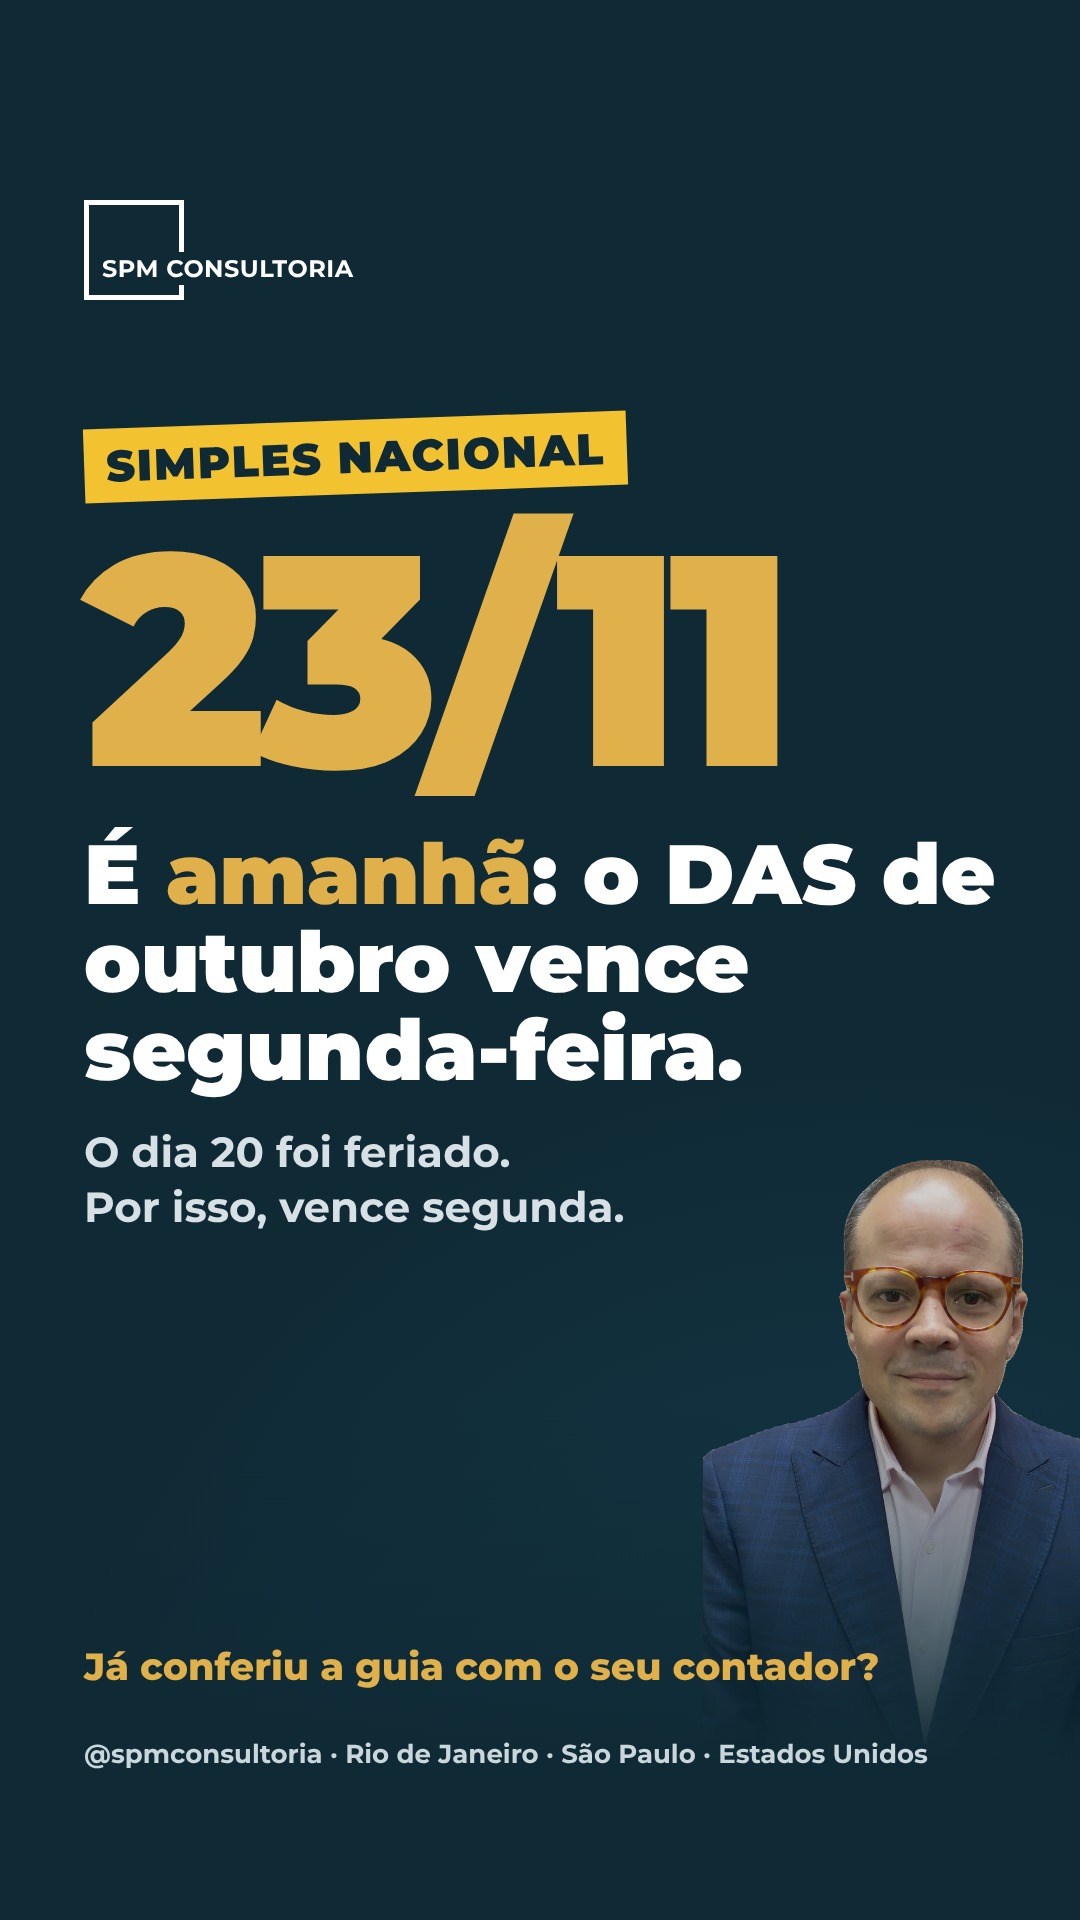 SPM CONSULTORIA
SIMPLES NACIONAL
23/11
É amanhã: o DAS de
outubro vence
segunda-feira.
O dia 20 foi feriado.
Por isso, vence segunda.
Já conferiu a guia com o seu contador?
@spmconsultoria · Rio de Janeiro · São Paulo · Estados Unidos